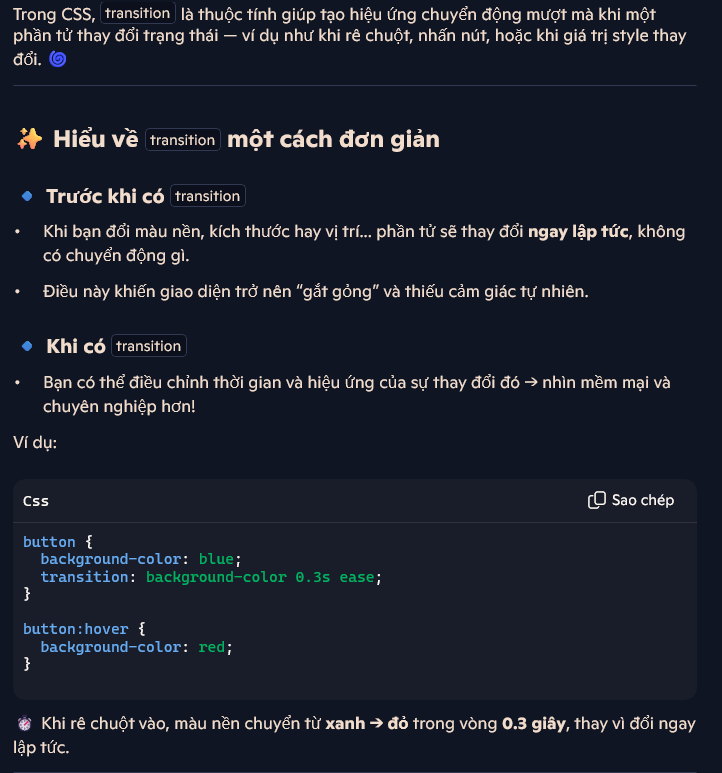 Trong CSS, transition là thuộc tính giúp tạo hiệu ứng chuyển động mượt mà khi một
phần tử thay đổi trạng thái — ví dụ như khi rê chuột, nhấn nút, hoặc khi giá trị style thay
đổi. 🌀
✨ Hiểu về transition một cách đơn giản
🔹 Trước khi có transition
• Khi bạn đổi màu nền, kích thước hay vị trí... phần tử sẽ thay đổi ngay lập tức, không
có chuyển động gì.
• Điều này khiến giao diện trở nên “gắt gỏng” và thiếu cảm giác tự nhiên.
🔹 Khi có transition
• Bạn có thể điều chỉnh thời gian và hiệu ứng của sự thay đổi đó → nhìn mềm mại và
chuyên nghiệp hơn!
Ví dụ:
Css
Sao chép
button {
  background-color: blue;
  transition: background-color 0.3s ease;
}
button:hover {
  background-color: red;
}
⏰ Khi rê chuột vào, màu nền chuyển từ xanh → đỏ trong vòng 0.3 giây, thay vì đổi ngay
lập tức.